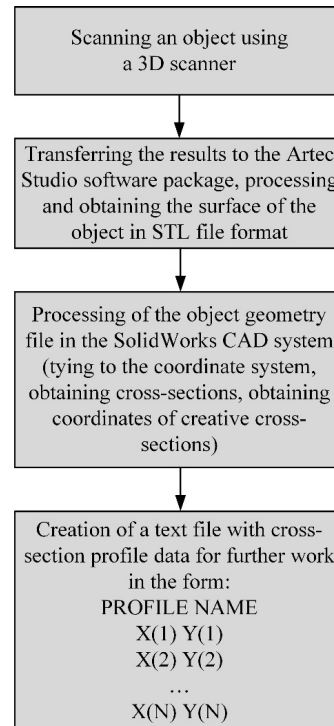 Scanning an object using
a 3D scanner
Transferring the results to the Artec
Studio software package, processing
and obtaining the surface of the
object in STL file format
Processing of the object geometry
file in the SolidWorks CAD system
(tying to the coordinate system,
obtaining cross-sections, obtaining
coordinates of creative cross-
sections)
Creation of a text file with cross-
section profile data for further work
in the form:
PROFILE NAME
X(1) Y(1)
X(2) Y(2)
...
X(N) Y(N)